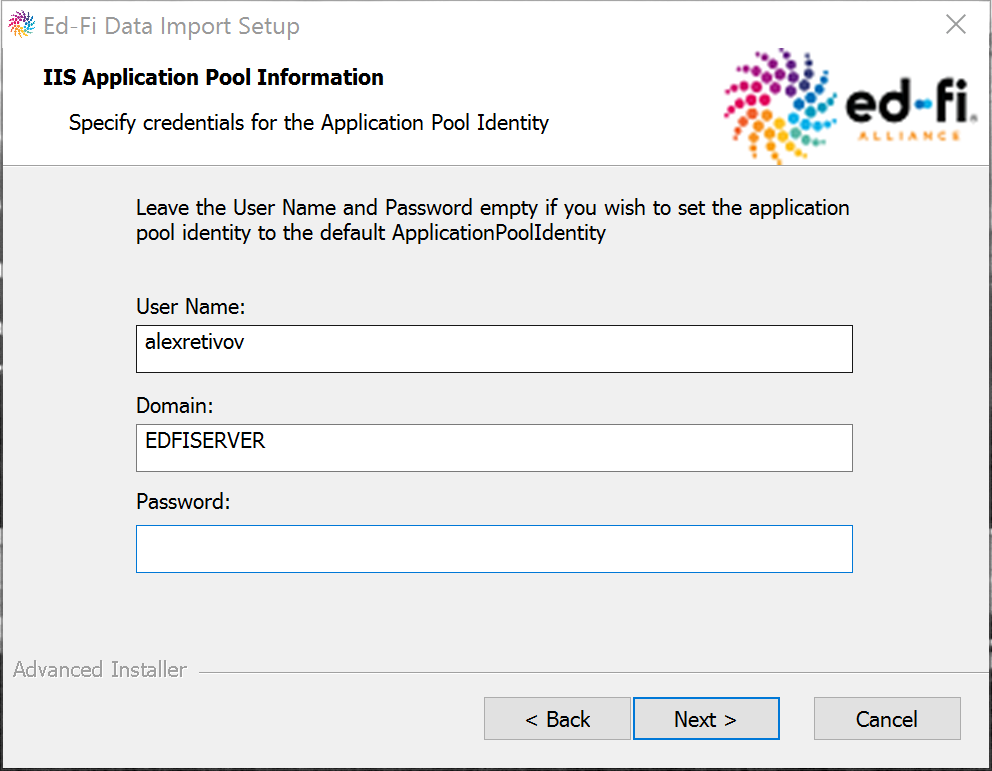 Ed-Fi Data Import Setup
IIS Application Pool Information
Specify credentials for the Application Pool Identity
ed-fi.
ALLIANCE
Leave the User Name and Password empty if you wish to set the application
pool identity to the default ApplicationPoolIdentity
User Name:
alexretivov
Domain:
EDFISERVER
Password:
Advanced Installer
< Back
Next >
Cancel